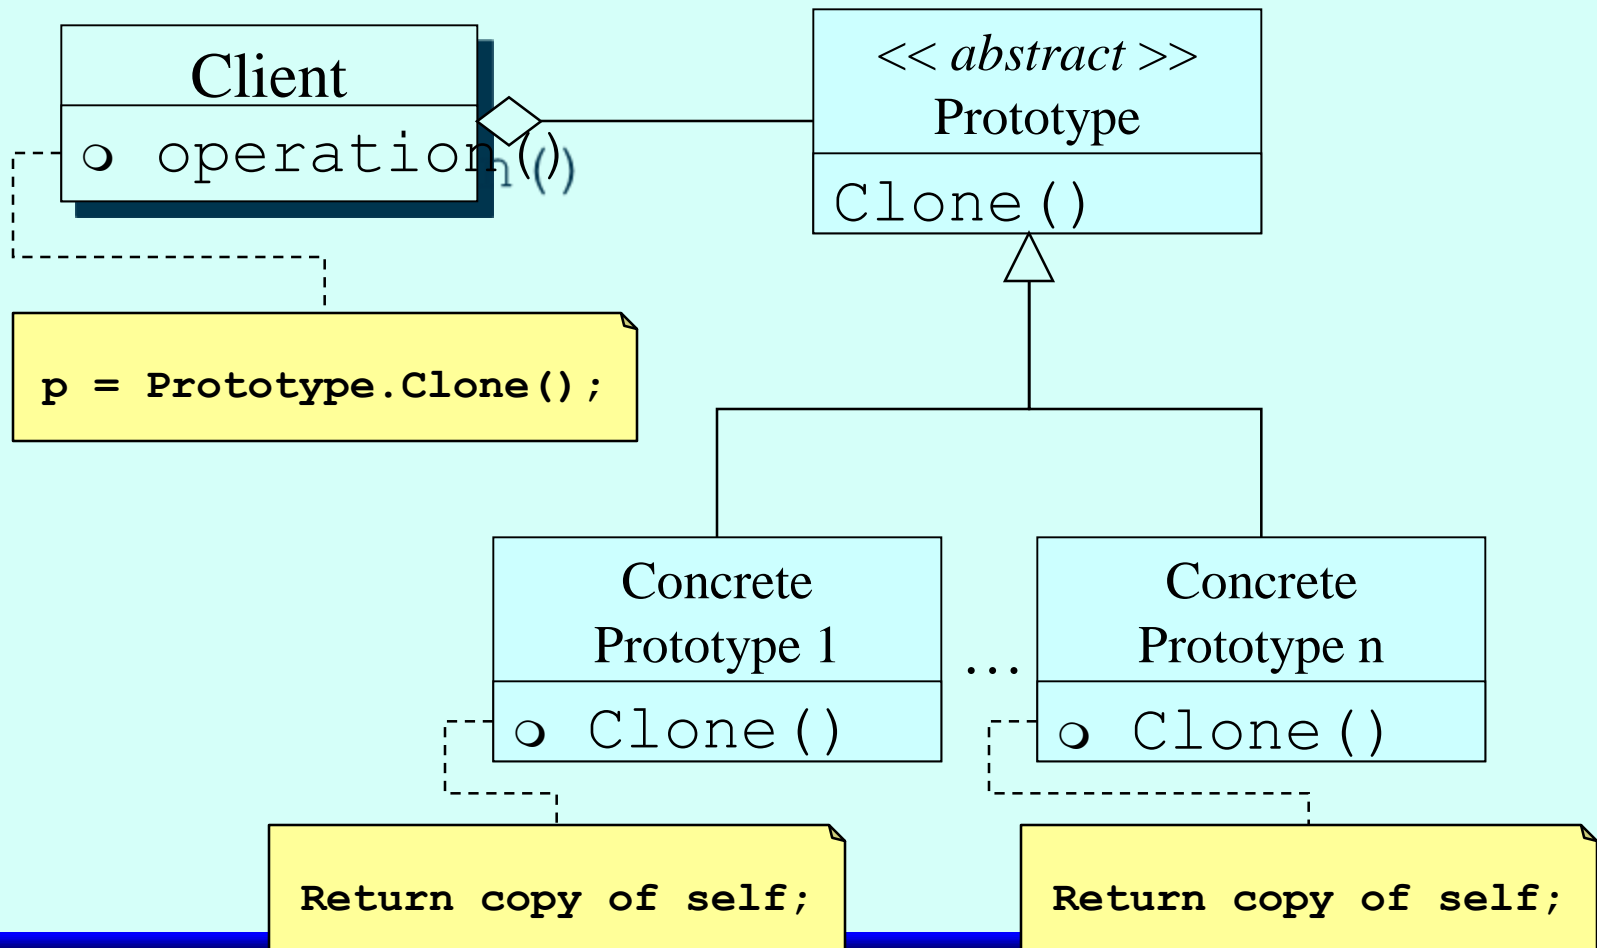 Client
operation()
<< abstract >>
Prototype
Clone()
p = Prototype.Clone();
Concrete
Prototype 1
Clone()
...
Concrete
Prototype n
Clone()
Return copy of self;
Return copy of self;